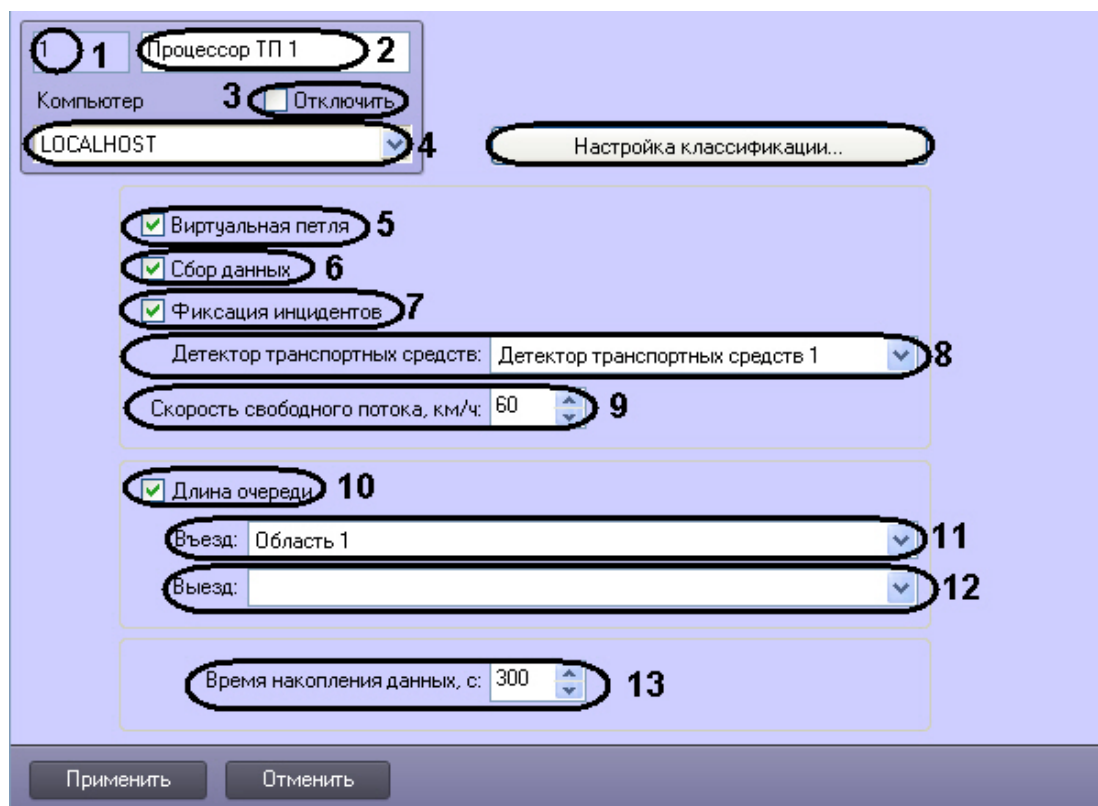 1 1 Процессор ТП 1 2
Компьютер 3 Отключить
LOCALHOST 4 Настройка классификации...
Виртуальная петля 5
Сбор данных 6
Фиксация инцидентов 7
Детектор транспортных средств: Детектор транспортных средств 1 8
Скорость свободного потока, км/ч: 60 9
Длина очереди 10
Въезд: Область 1 11
Выезд: 12
Время накопления данных, с: 300 13
Применить Отменить